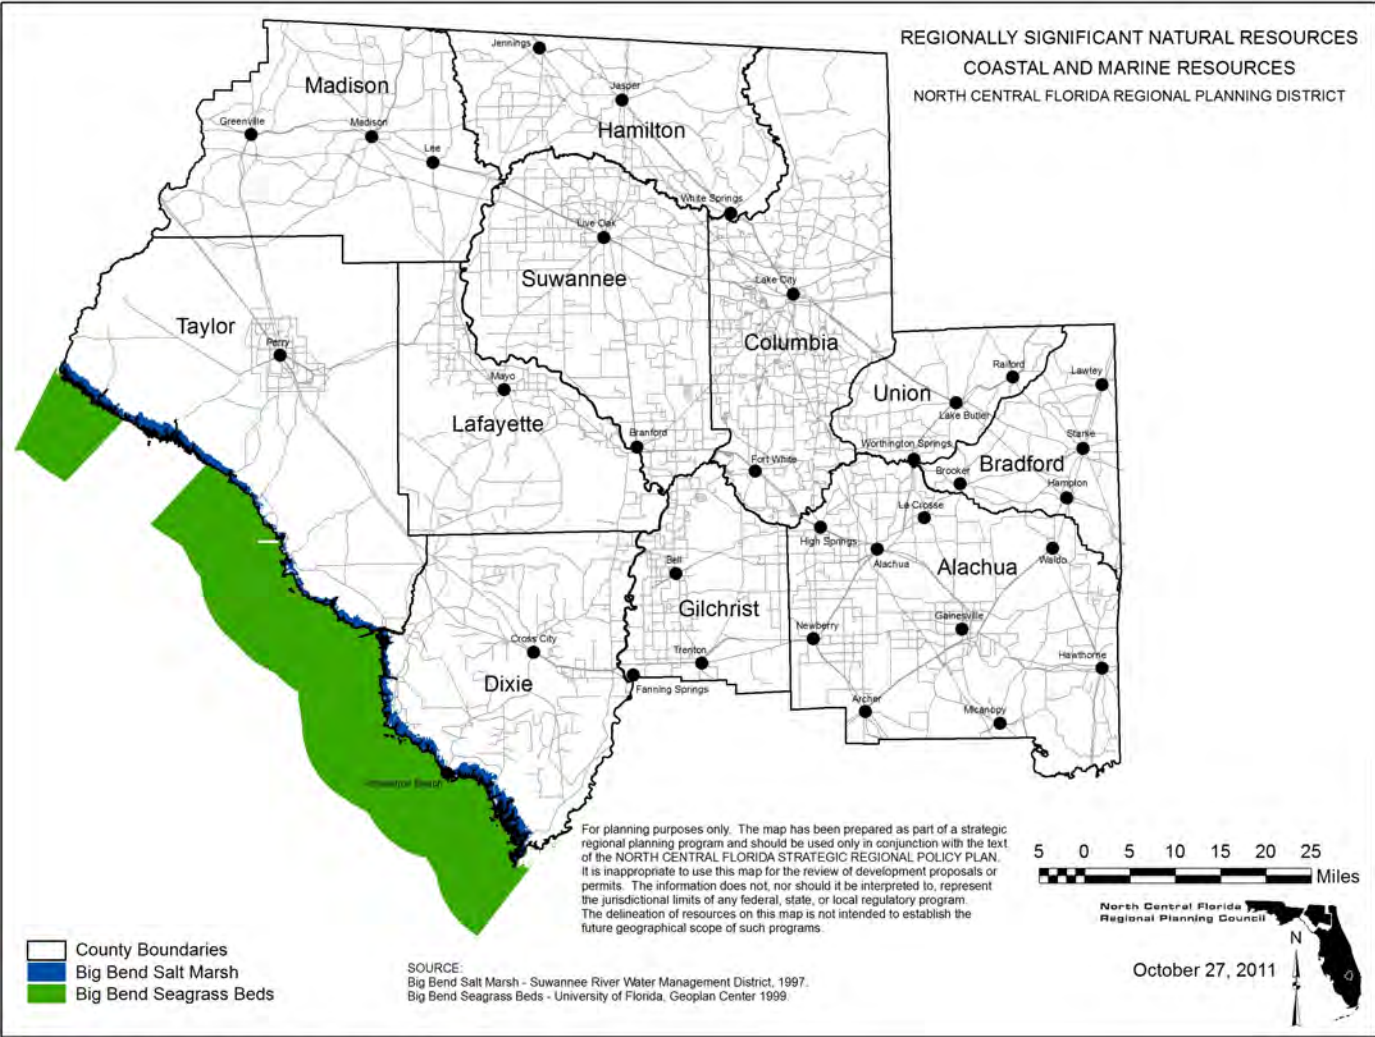 REGIONALLY SIGNIFICANT NATURAL RESOURCES
COASTAL AND MARINE RESOURCES
NORTH CENTRAL FLORIDA REGIONAL PLANNING DISTRICT
Jennings
Madison
Jasper
Hamilton
Greenville
Madison
Lee
White Springs
Live Oak
Suwannee
Lake City
Taylor
Perry
Columbia
Mayo
Lafayette
Union
Raiford
Lawtey
Lake Butler
Branford
Worthington Springs
Starke
Fort White
Brooker
Bradford
Hampton
La Crosse
High Springs
Alachua
Waldo
Alachua
Bell
Gilchrist
Newberry
Gainesville
Cross City
Trenton
Hawthorne
Dixie
Fanning Springs
Archer
Micanopy
Beach
For planning purposes only. The map has been prepared as part of a strategic
regional planning program and should be used only in conjunction with the text
of the NORTH CENTRAL FLORIDA STRATEGIC REGIONAL POLICY PLAN.
It is inappropriate to use this map for the review of development proposals or
permits. The information does not, nor should it be interpreted to, represent
the jurisdictional limits of any federal, state, or local regulatory program.
The delineation of resources on this map is not intended to establish the
future geographical scope of such programs.
5 0 5 10 15 20 25
Miles
North Central Florida
Regional Planning Council
N
October 27, 2011
County Boundaries
Big Bend Salt Marsh
Big Bend Seagrass Beds
SOURCE:
Big Bend Salt Marsh - Suwannee River Water Management District, 1997.
Big Bend Seagrass Beds - University of Florida, Geoplan Center 1999.